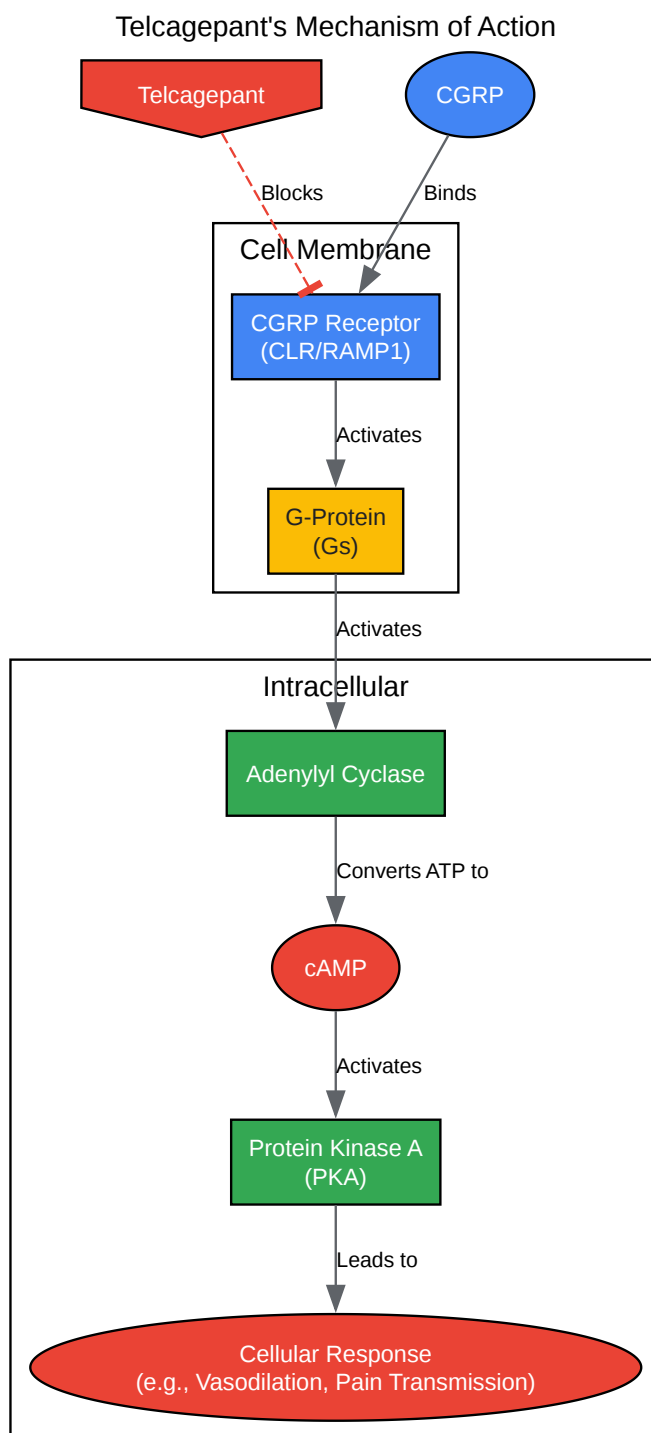 Telcagepant's Mechanism of Action
Telcagepant
CGRP
Blocks
Binds
Cell Membrane
CGRP Receptor
(CLR/RAMP1)
Activates
G-Protein
(Gs)
Activates
Intracellular
Adenylyl Cyclase
Converts ATP to
cAMP
Activates
Protein Kinase A
(PKA)
Leads to
Cellular Response
(e.g., Vasodilation, Pain Transmission)